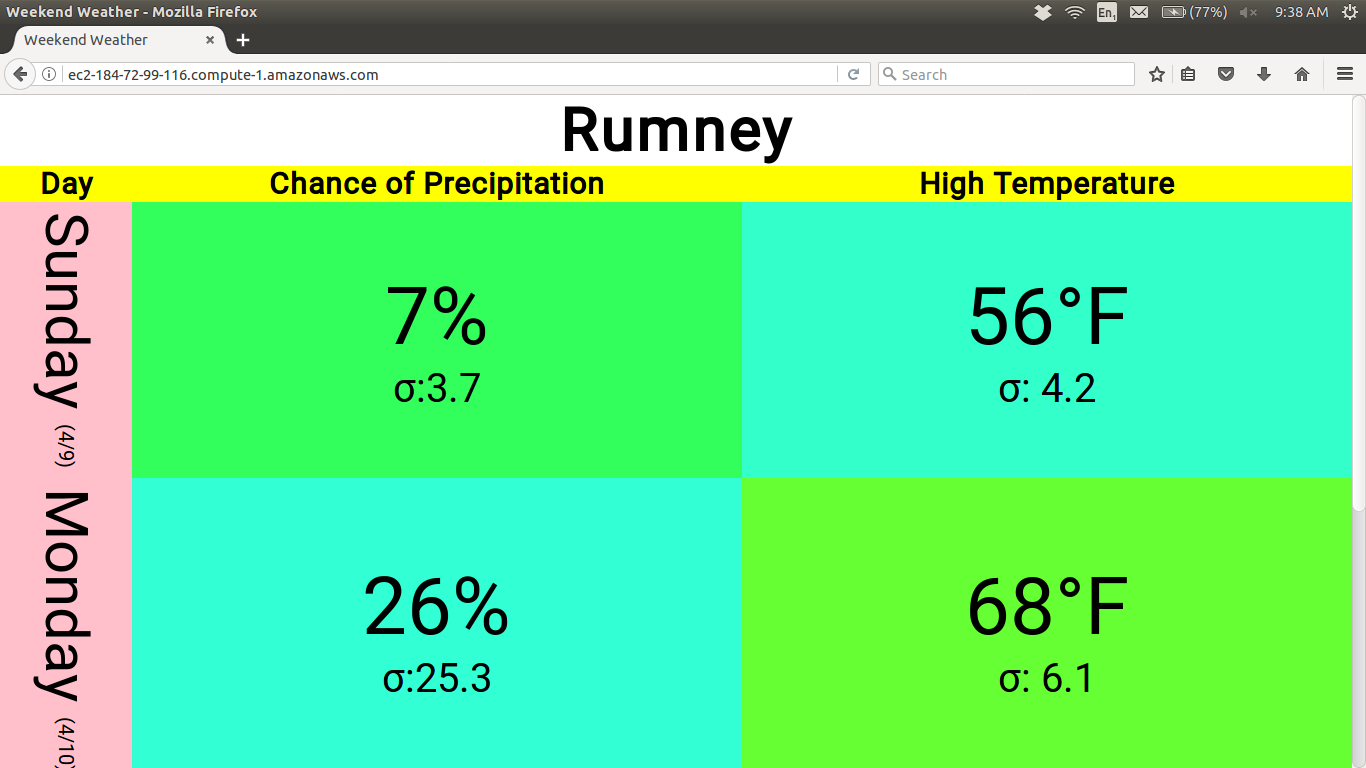 Weekend Weather - Mozilla Firefox
En1
(77%)
9:38 AM
Weekend Weather
ec2-184-72-99-116.compute-1.amazonaws.com
Search
Rumney
Day
Chance of Precipitation
High Temperature
Sunday (4/9)
7%
σ:3.7
56°F
σ: 4.2
Monday (4/10)
26%
σ:25.3
68°F
σ: 6.1